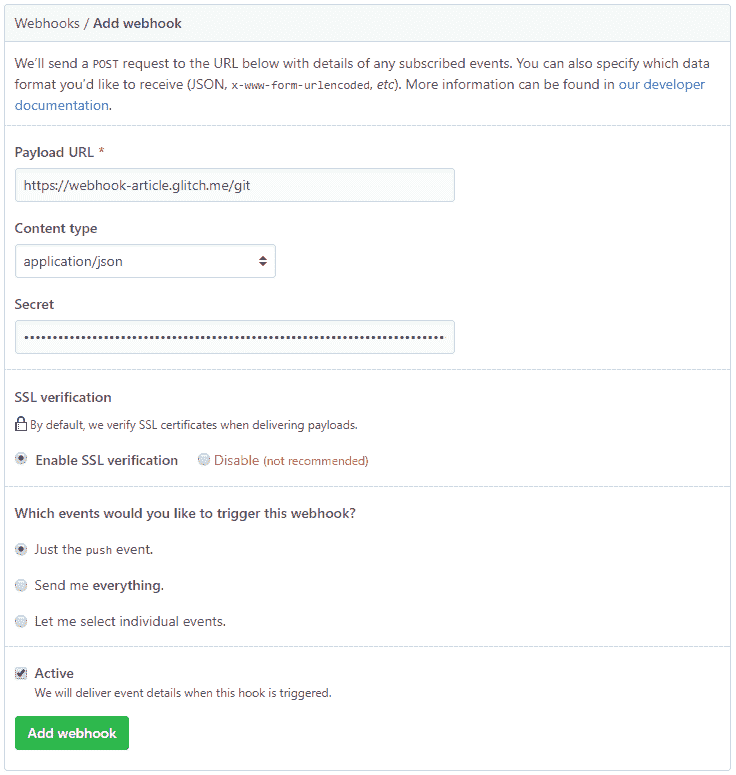 Webhooks / Add webhook
We’ll send a POST request to the URL below with details of any subscribed events. You can also specify which data
format you’d like to receive (JSON, x-www-form-urlencoded, etc). More information can be found in our developer
documentation.
Payload URL *
https://webhook-article.glitch.me/git
Content type
application/json
Secret
SSL verification
By default, we verify SSL certificates when delivering payloads.
Enable SSL verification Disable (not recommended)
Which events would you like to trigger this webhook?
Just the push event.
Send me everything.
Let me select individual events.
Active
We will deliver event details when this hook is triggered.
Add webhook